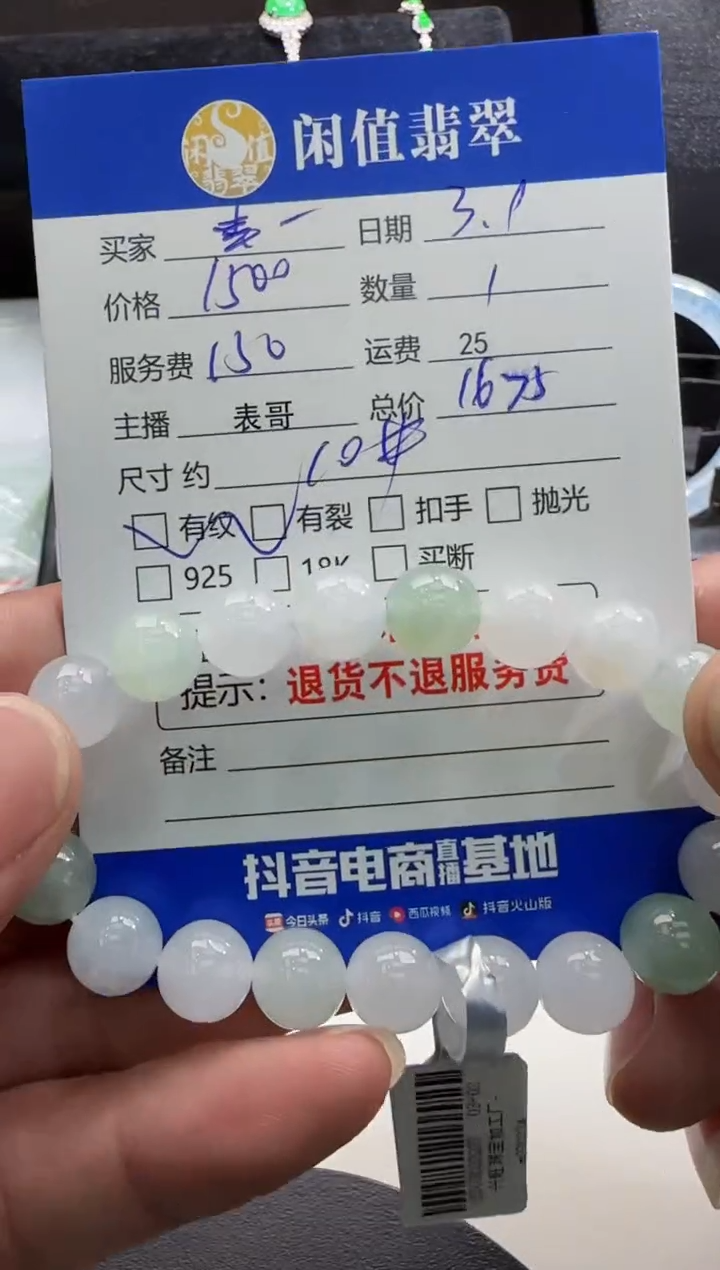 闲值翡翠
闲值
翡翠
买家 日期 3.1
价格 1500 数量 1
服务费 150 运费 25
主播 表哥 总价 1675
尺寸 约 10#
有纹 有裂 扣手 抛光
925 18K 买断
提示：退货不退服务费
备注
抖音电商直播基地
今日头条 抖音 西瓜视频 抖音火山版